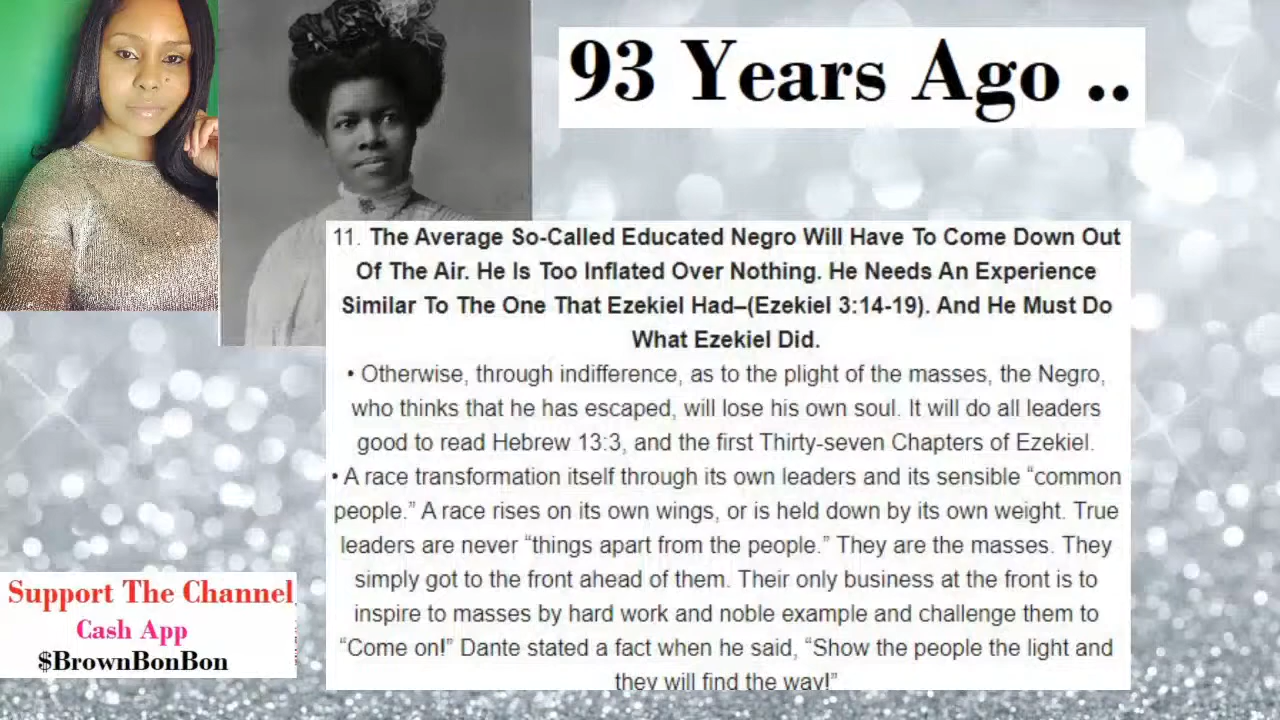 93 Years Ago ..
11. The Average So-Called Educated Negro Will Have To Come Down Out
Of The Air. He Is Too Inflated Over Nothing. He Needs An Experience
Similar To The One That Ezekiel Had–(Ezekiel 3:14-19). And He Must Do
What Ezekiel Did.
• Otherwise, through indifference, as to the plight of the masses, the Negro,
who thinks that he has escaped, will lose his own soul. It will do all leaders
good to read Hebrew 13:3, and the first Thirty-seven Chapters of Ezekiel.
• A race transformation itself through its own leaders and its sensible “common
people.” A race rises on its own wings, or is held down by its own weight. True
leaders are never “things apart from the people.” They are the masses. They
simply got to the front ahead of them. Their only business at the front is to
inspire to masses by hard work and noble example and challenge them to
“Come on!” Dante stated a fact when he said, “Show the people the light and
they will find the way!”
Support The Channel
Cash App
$BrownBonBon